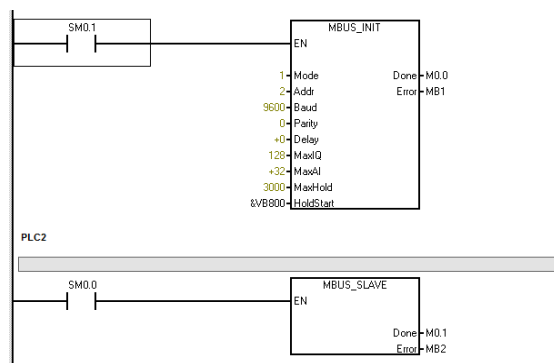 SM0.1
MBUS_INIT
EN
1 Mode Done M0.0
2 Addr Error MB1
9600 Baud
0 Parity
+0 Delay
128 MaxIQ
+32 MaxAI
3000 MaxHold
&VB800 HoldStart
PLC2
SM0.0
MBUS_SLAVE
EN
Done M0.1
Error MB2